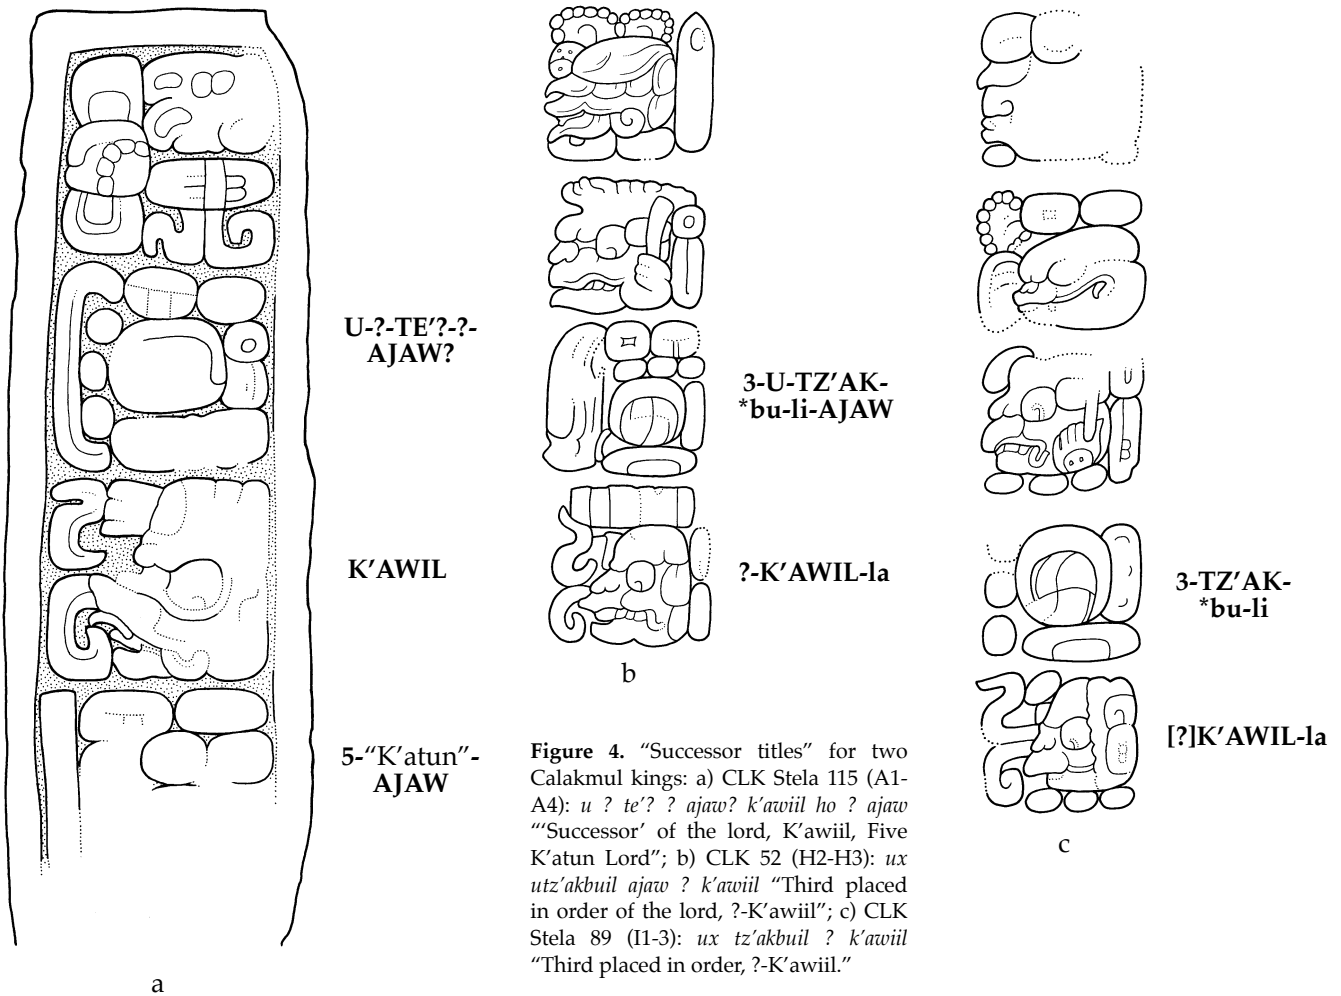 U-?-TE’?-?-
AJAW?
K’AWIL
5-“K’atun”-
AJAW
a
3-U-TZ’AK-
*bu-li-AJAW
?-K’AWIL-la
b
3-TZ’AK-
*bu-li
[?]K’AWIL-la
c
Figure 4. “Successor titles” for two
Calakmul kings: a) CLK Stela 115 (A1-
A4): u ? te’? ? ajaw? k’awiil ho ? ajaw
“‘Successor’ of the lord, K’awiil, Five
K’atun Lord”; b) CLK 52 (H2-H3): ux
utz’akbuil ajaw ? k’awiil “Third placed
in order of the lord, ?-K’awiil”; c) CLK
Stela 89 (I1-3): ux tz’akbuil ? k’awiil
“Third placed in order, ?-K’awiil.”